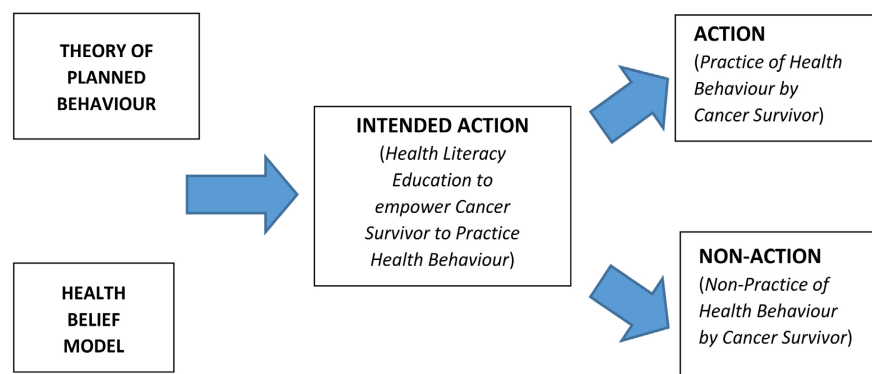 THEORY OF
PLANNED
BEHAVIOUR
HEALTH
BELIEF
MODEL
INTENDED ACTION
(Health Literacy
Education to
empower Cancer
Survivor to Practice
Health Behaviour)
ACTION
(Practice of Health
Behaviour by
Cancer Survivor)
NON-ACTION
(Non-Practice of
Health Behaviour
by Cancer Survivor)